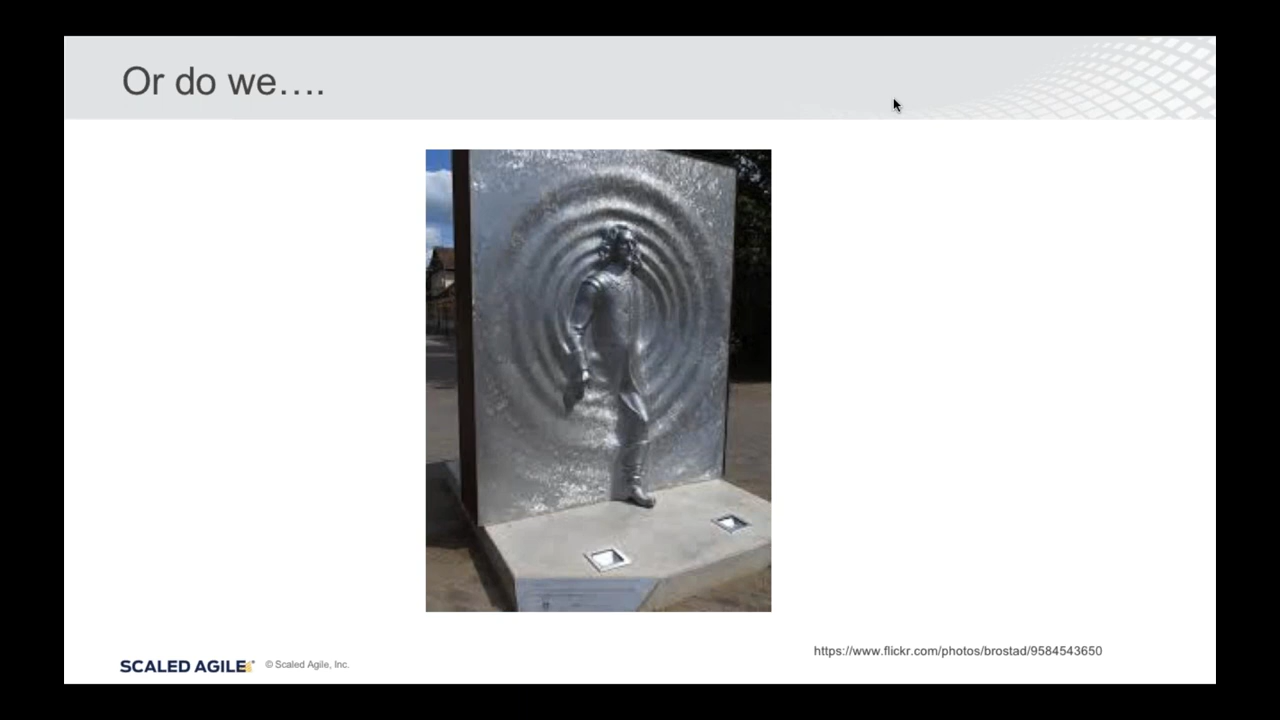 Or do we….
https://www.flickr.com/photos/brostad/9584543650
SCALED AGILE
© Scaled Agile, Inc.